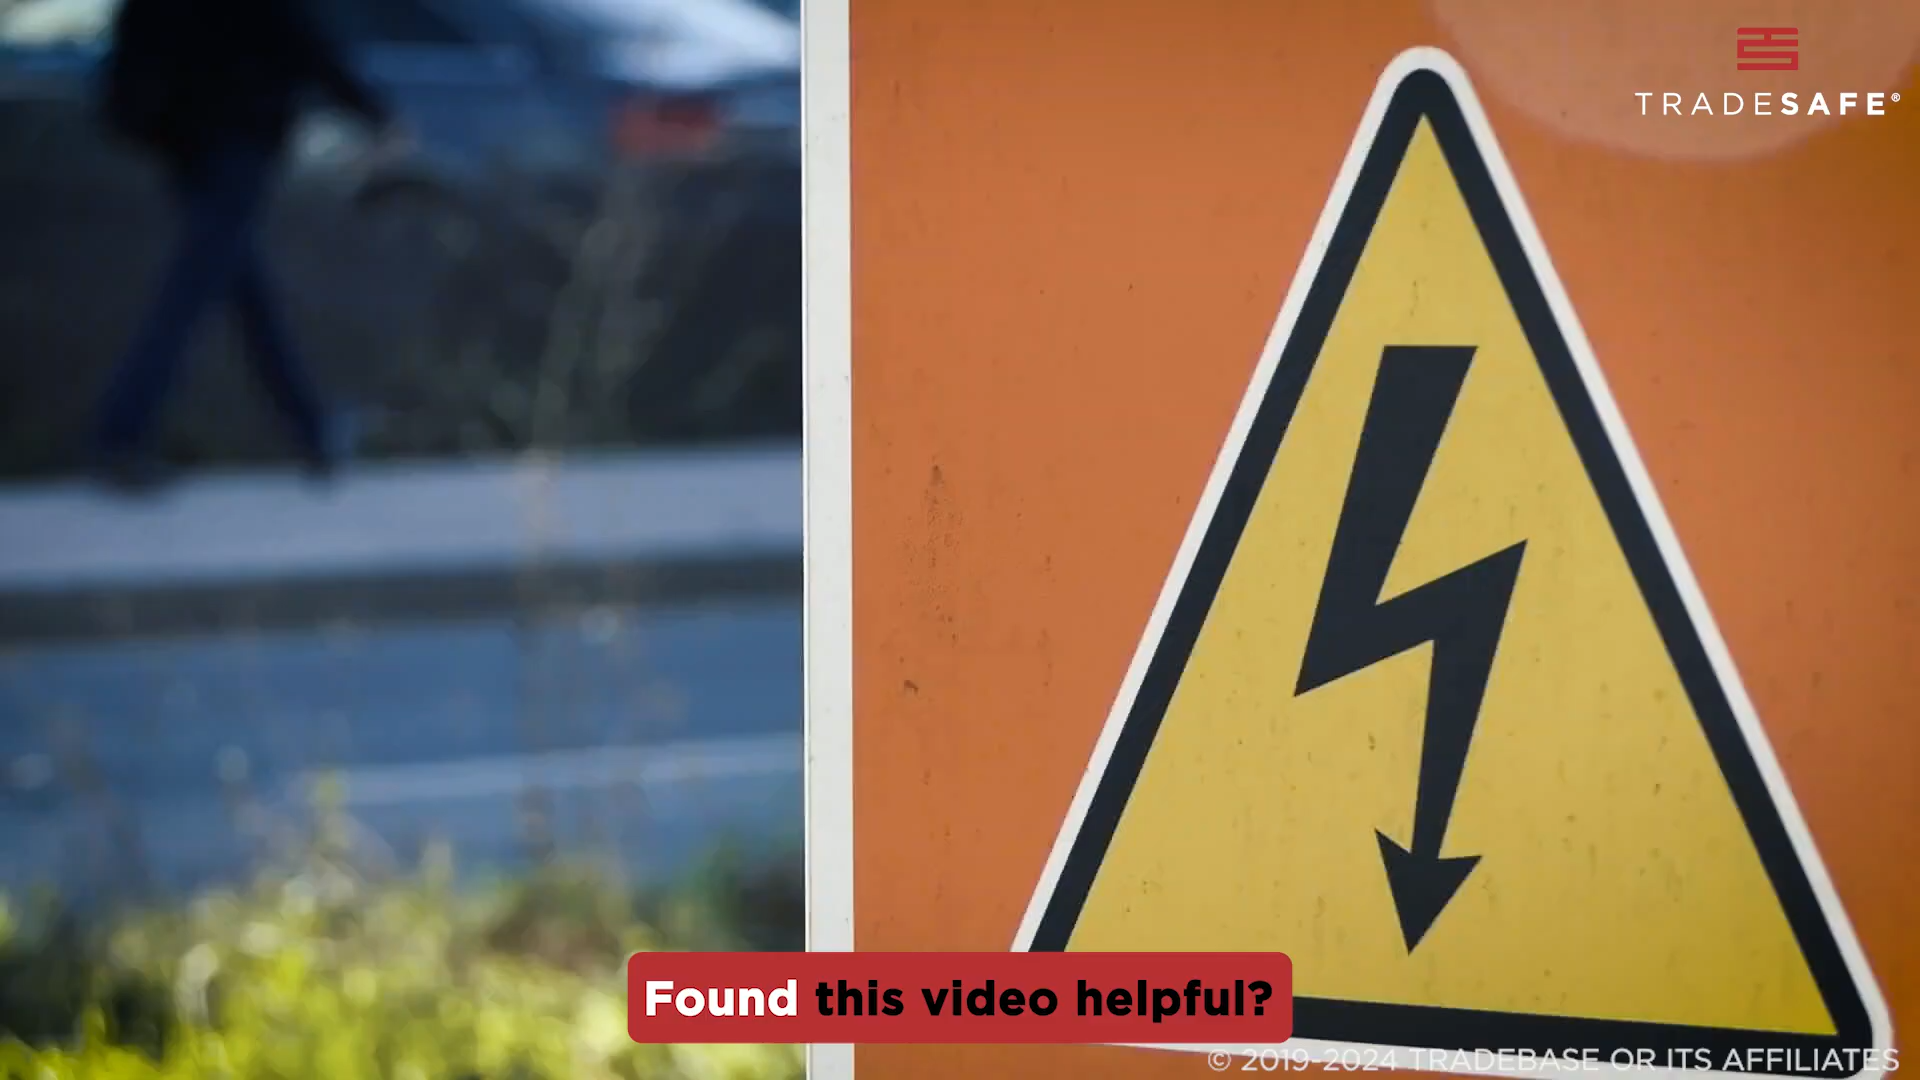 TRADESAFE®
Found this video helpful?
© 2019-2024 TRADEBASE OR ITS AFFILIATES